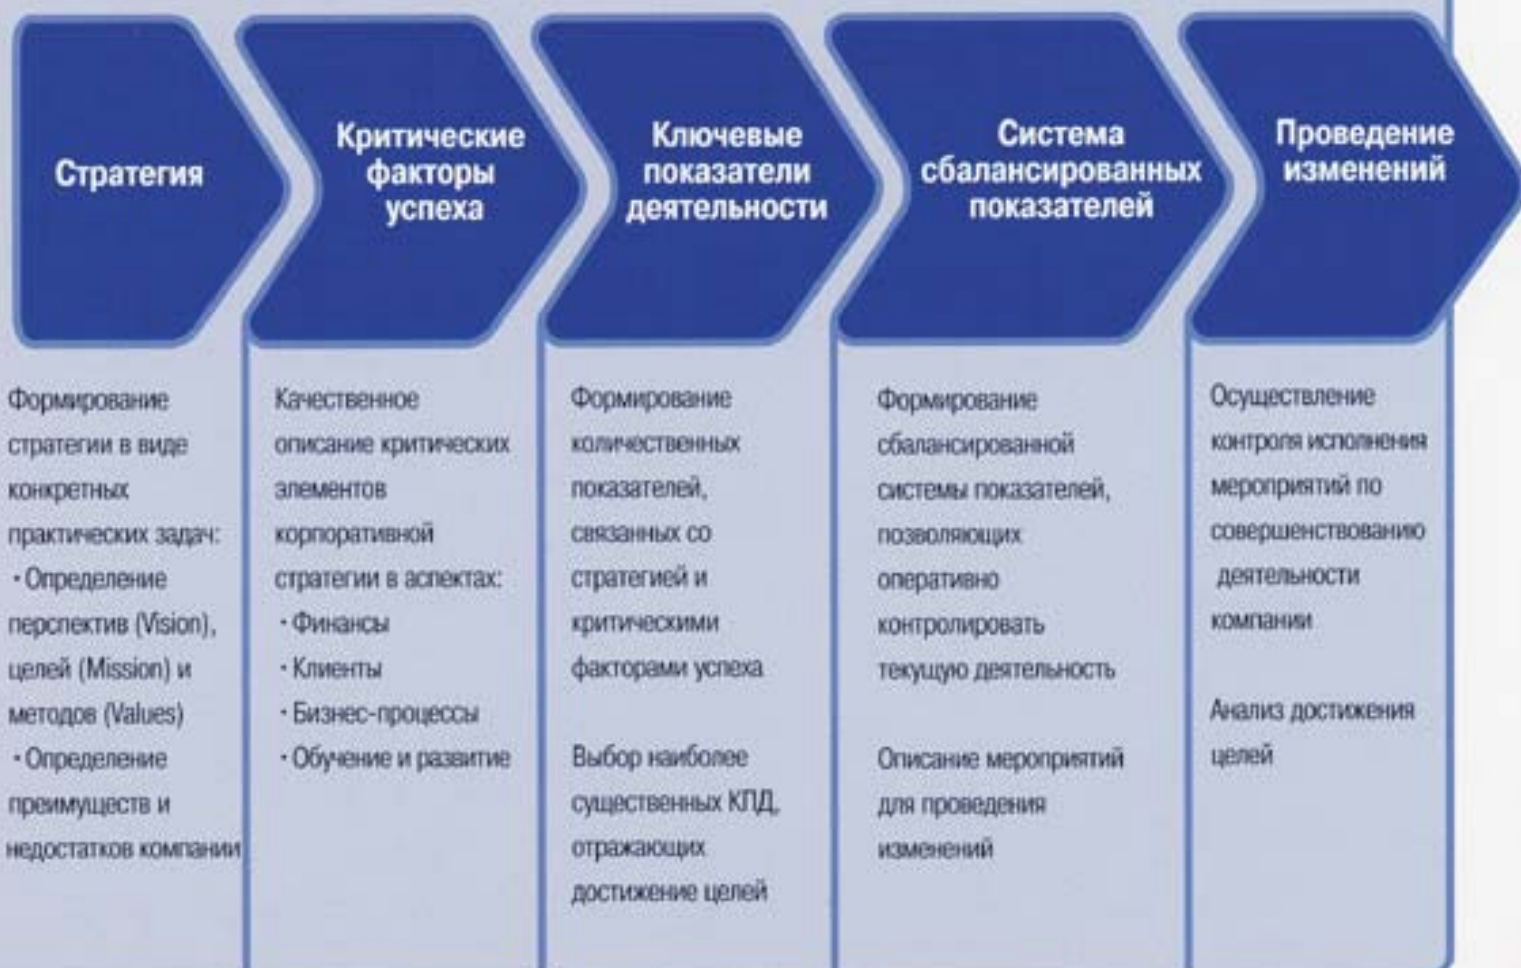 Стратегия
Критические
факторы
успеха
Ключевые
показатели
деятельности
Система
сбалансированных
показателей
Проведение
изменений
Формирование
стратегии в виде
конкретных
практических задач:
· Определение
перспектив (Vision),
целей (Mission) и
методов (Values)
· Определение
преимуществ и
недостатков компании
Качественное
описание критических
элементов
корпоративной
стратегии в аспектах:
· Финансы
· Клиенты
· Бизнес-процессы
· Обучение и развитие
Формирование
количественных
показателей,
связанных со
стратегией и
критическими
факторами успеха
Выбор наиболее
существенных КПД,
отражающих
достижение целей
Формирование
сбалансированной
системы показателей,
позволяющих
оперативно
контролировать
текущую деятельность
Описание мероприятий
для проведения
изменений
Осуществление
контроля исполнения
мероприятий по
совершенствованию
деятельности
компании
Анализ достижения
целей